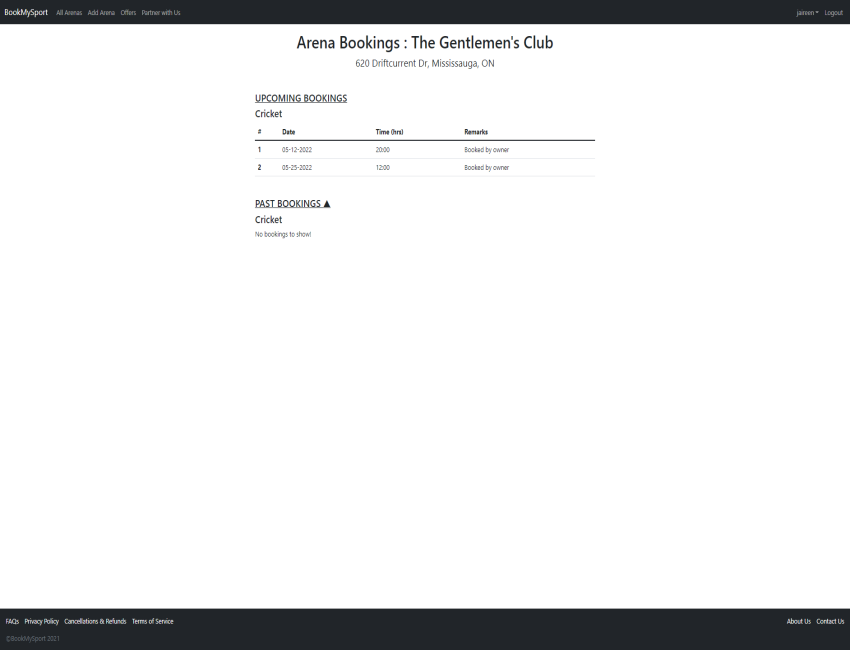 BookMySport All Arenas Add Arena Offers Partner with Us jaireen Logout
Arena Bookings : The Gentlemen's Club
620 Driftcurrent Dr, Mississauga, ON
UPCOMING BOOKINGS
Cricket
# Date Time (hrs) Remarks
1 05-12-2022 20:00 Booked by owner
2 05-25-2022 12:00 Booked by owner
PAST BOOKINGS ▲
Cricket
No bookings to show!
FAQs Privacy Policy Cancellations & Refunds Terms of Service About Us Contact Us
©BookMySport 2021